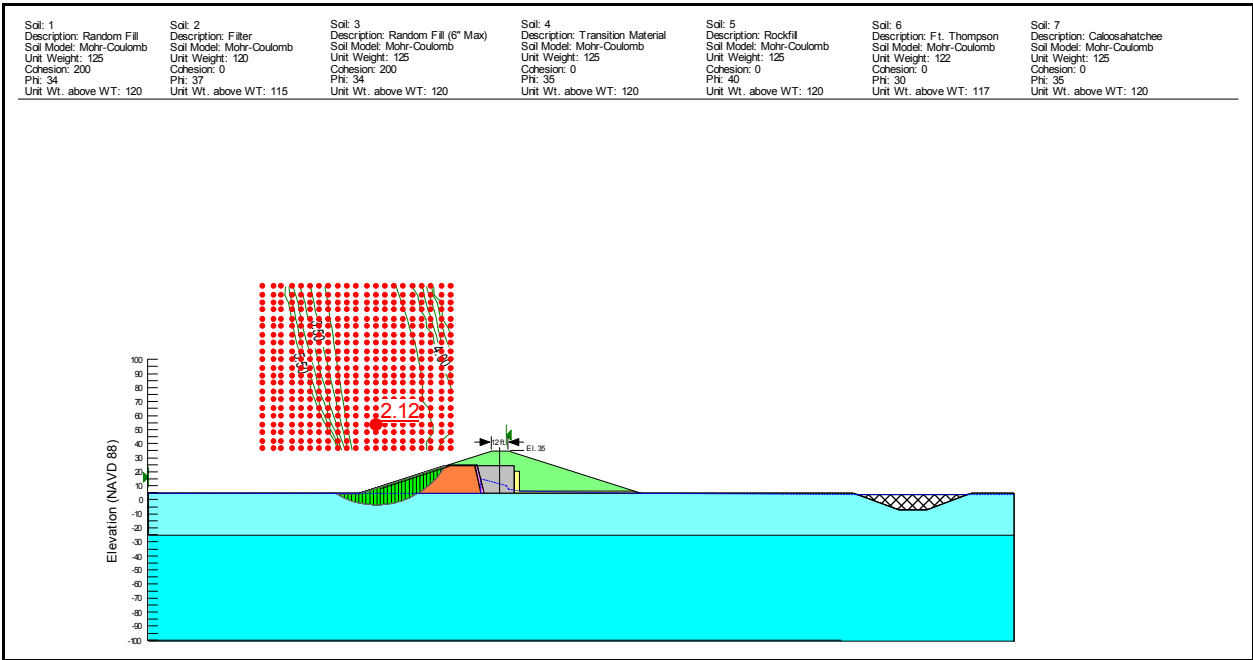 Soil: 1
Description: Random Fill
Soil Model: Mohr-Coulomb
Unit Weight: 125
Cohesion: 200
Phi: 34
Unit Wt. above WT: 120
Soil: 2
Description: Filter
Soil Model: Mohr-Coulomb
Unit Weight: 120
Cohesion: 0
Phi: 37
Unit Wt. above WT: 115
Soil: 3
Description: Random Fill (6" Max)
Soil Model: Mohr-Coulomb
Unit Weight: 125
Cohesion: 200
Phi: 34
Unit Wt. above WT: 120
Soil: 4
Description: Transition Material
Soil Model: Mohr-Coulomb
Unit Weight: 125
Cohesion: 0
Phi: 35
Unit Wt. above WT: 120
Soil: 5
Description: Rockfill
Soil Model: Mohr-Coulomb
Unit Weight: 125
Cohesion: 0
Phi: 40
Unit Wt. above WT: 120
Soil: 6
Description: Ft. Thompson
Soil Model: Mohr-Coulomb
Unit Weight: 122
Cohesion: 0
Phi: 30
Unit Wt. above WT: 117
Soil: 7
Description: Caloosahatchee
Soil Model: Mohr-Coulomb
Unit Weight: 125
Cohesion: 0
Phi: 35
Unit Wt. above WT: 120
4.00
2.12
12 ft.
El. 35
Elevation (NAVD 88)
100
90
80
70
60
50
40
30
20
10
0
-10
-20
-30
-40
-50
-60
-70
-80
-90
-100